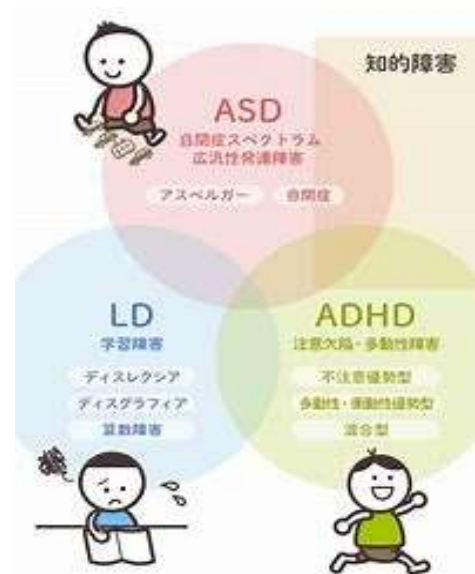 知的障害
ASD
自閉症スペクトラム
広汎性発達障害
アスペルガー
自閉症
LD
学習障害
ディスレクシア
ディスグラフィア
算数障害
ADHD
注意欠陥・多動性障害
不注意優勢型
多動性・衝動性優勢型
混合型